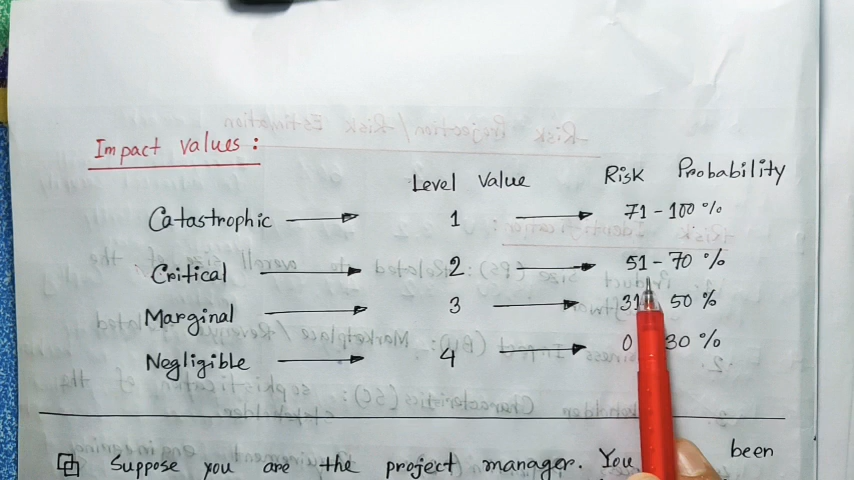 Impact Values :
Level Value Risk Probability
Catastrophic → 1 → 71 - 100 %
Critical → 2 → 51 - 70 %
Marginal → 3 → 31 50 %
Negligible → 4 → 0 30 %
Suppose you are the project manager. You been